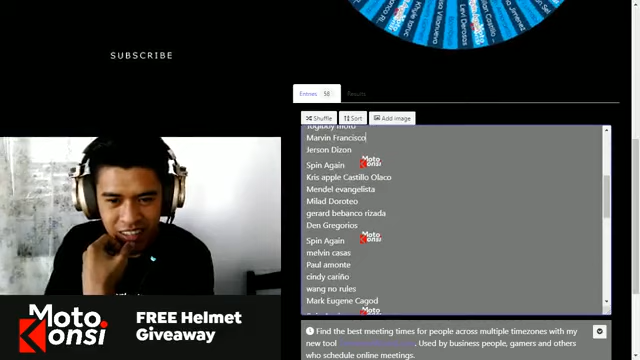 SUBSCRIBE
Entries 58
Results
Shuffle
Sort
Add image
Marvin Francisco
Jerson Dizon
Spin Again
Moto
Konsi
Kris apple Castillo Olaco
Mendel evangelista
Milad Doroteo
gerard bebanco rizada
Den Gregorios
Spin Again
Moto
Konsi
melvin casas
Paul amonte
cindy cariño
wang no rules
Mark Eugene Cagod
Moto
Konsi
FREE Helmet
Giveaway
Find the best meeting times for people across multiple timezones with my
new tool
Used by business people, gamers and others
who schedule online meetings.